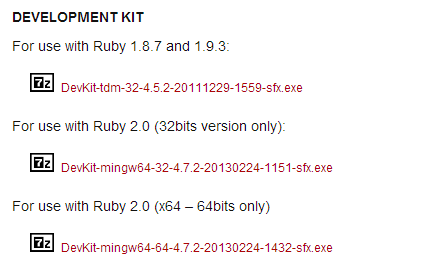 DEVELOPMENT KIT
For use with Ruby 1.8.7 and 1.9.3:
7z DevKit-tdm-32-4.5.2-20111229-1559-sfx.exe
For use with Ruby 2.0 (32bits version only):
7z DevKit-mingw64-32-4.7.2-20130224-1151-sfx.exe
For use with Ruby 2.0 (x64 – 64bits only)
7z DevKit-mingw64-64-4.7.2-20130224-1432-sfx.exe